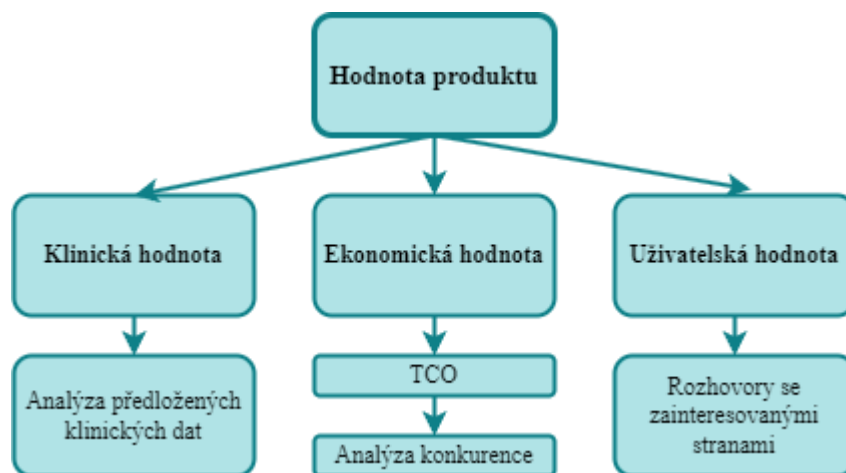 Hodnota produktu
Klinická hodnota
Ekonomická hodnota
Uživatelská hodnota
Analýza předložených
klinických dat
TCO
Analýza konkurence
Rozhovory se
zainteresovanými
stranami